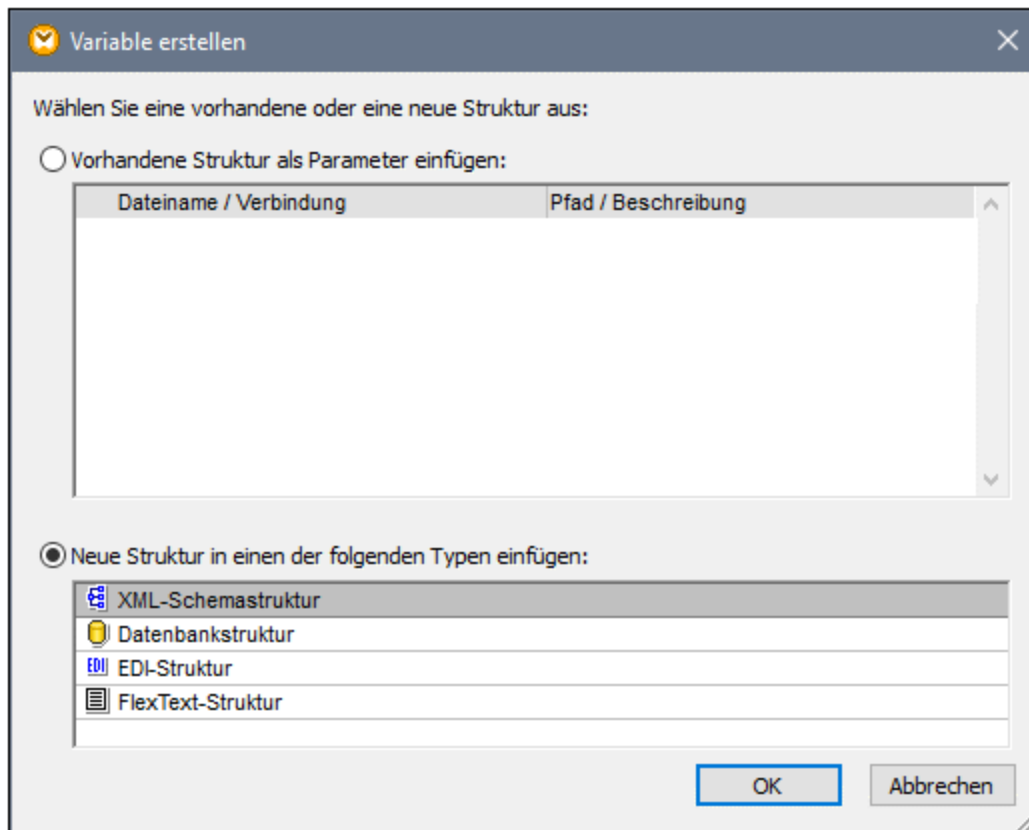 Variable erstellen
Wählen Sie eine vorhandene oder eine neue Struktur aus:
Vorhandene Struktur als Parameter einfügen:
Dateiname / Verbindung Pfad / Beschreibung
Neue Struktur in einen der folgenden Typen einfügen:
XML-Schemastruktur
Datenbankstruktur
EDI EDI-Struktur
FlexText-Struktur
OK Abbrechen